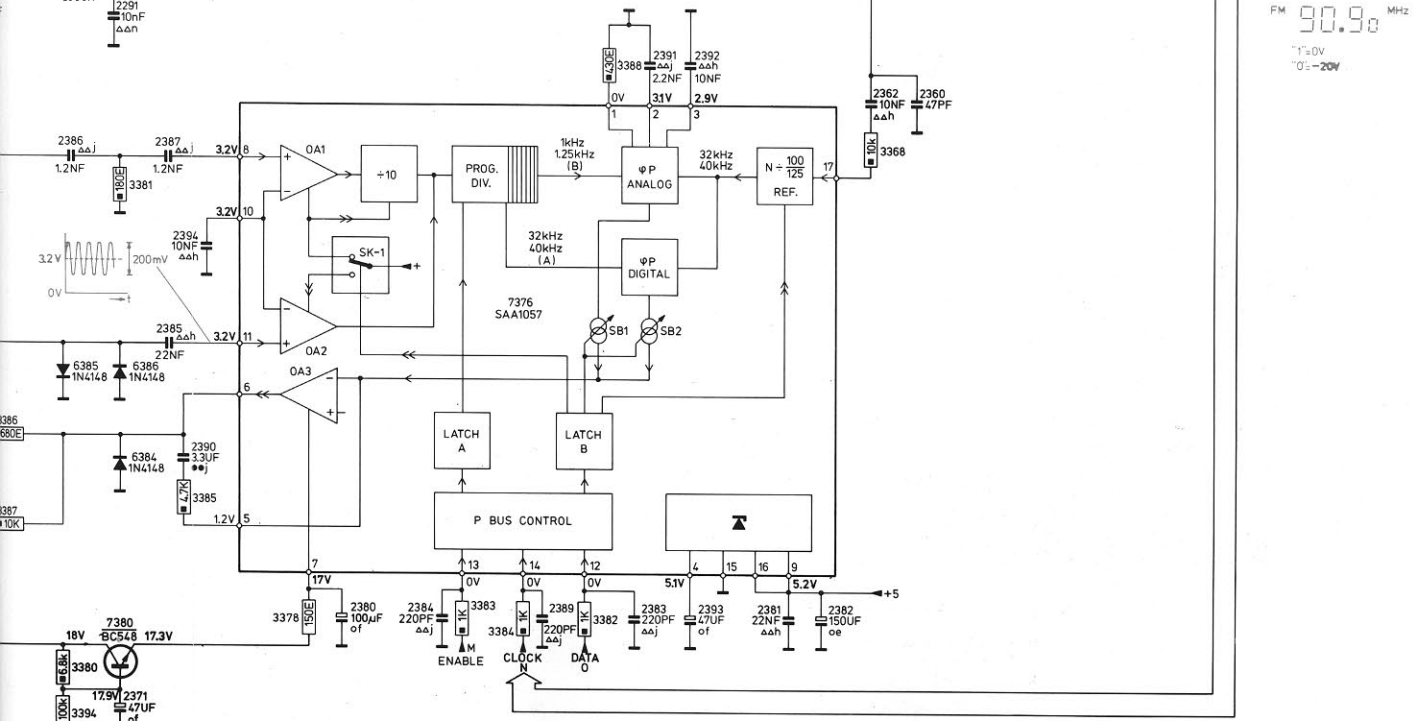 2291
10nF
△△n
FM 90.90 MHz
"1"=0V
"0"=-20V
430E
3388
2391
△△j
2.2NF
2392
△△h
10NF
0V
3.1V
2.9V
1
2
3
2362
10NF
△△h
2360
47PF
10k
3368
17
2386 △△j
1.2NF
2387 △△j
1.2NF
180E
3381
3.2V 8
OA1
+
−
÷10
PROG.
DIV.
1kHz
1.25kHz
(B)
φP
ANALOG
32kHz
40kHz
N ÷ 100
125
REF.
3.2V
10
2394
10NF
△△h
3.2V
200mV
0V
t
SK-1
+
32kHz
40kHz
(A)
φP
DIGITAL
7376
SAA1057
SB1
SB2
2385 △△h
22NF
3.2V 11
−
+
OA2
6385
1N4148
6386
1N4148
OA3
−
+
6
LATCH
A
LATCH
B
680E
6384
1N4148
2390
3.3UF
●●j
4.7K
3385
10K
1.2V 5
P BUS CONTROL
7
17V
13
0V
14
0V
12
0V
4
5.1V
15
16
9
5.2V
+5
3378
150E
2380
100µF
of
2384
220PF
△△j
1K
3383
3384
1K
2389
220PF
△△j
1K
3382
2383
220PF
△△j
2393
47UF
of
2381
22NF
△△h
2382
150UF
oe
M
ENABLE
CLOCK
N
DATA
O
7380
BC548
18V
17.3V
6.8k
3380
17.9V
2371
47UF
of
100k
3394